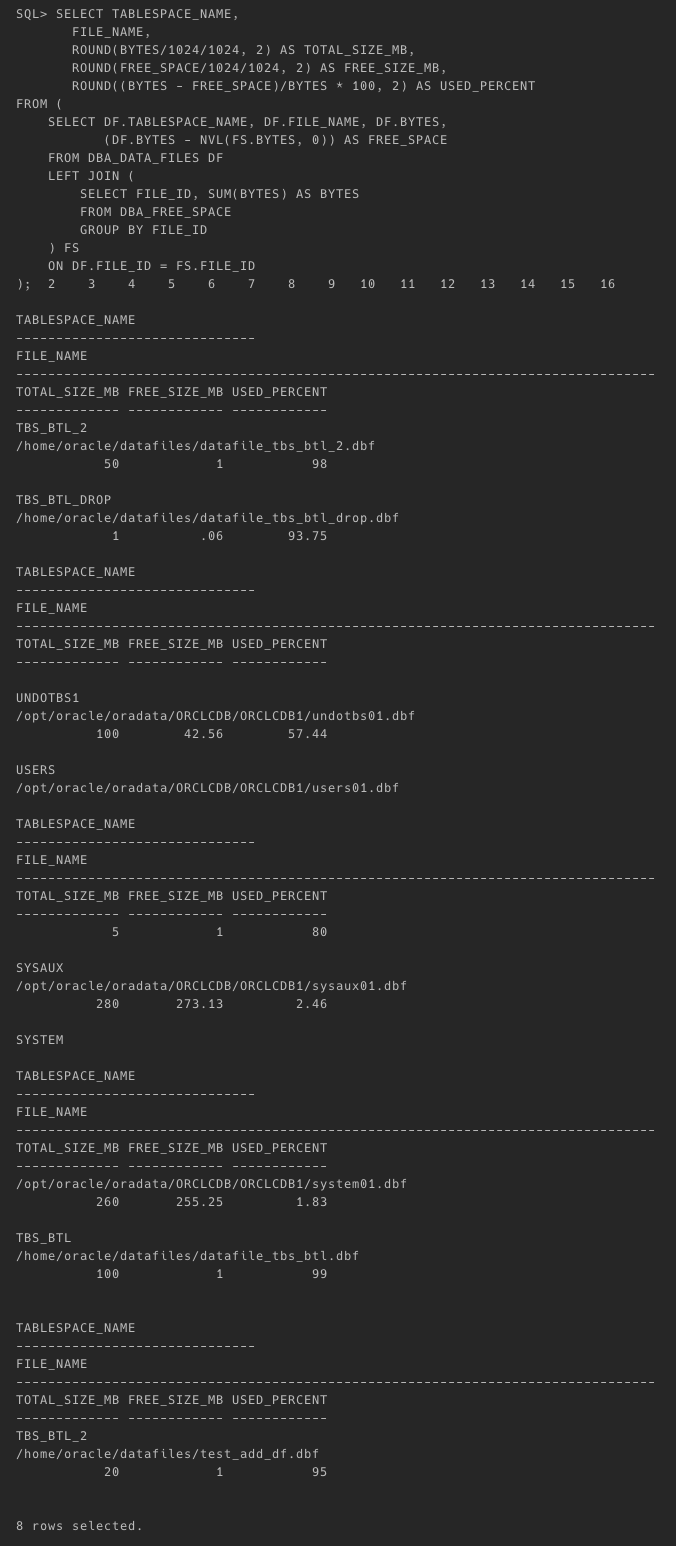 SQL> SELECT TABLESPACE_NAME,
       FILE_NAME,
       ROUND(BYTES/1024/1024, 2) AS TOTAL_SIZE_MB,
       ROUND(FREE_SPACE/1024/1024, 2) AS FREE_SIZE_MB,
       ROUND((BYTES - FREE_SPACE)/BYTES * 100, 2) AS USED_PERCENT
FROM (
    SELECT DF.TABLESPACE_NAME, DF.FILE_NAME, DF.BYTES,
           (DF.BYTES - NVL(FS.BYTES, 0)) AS FREE_SPACE
    FROM DBA_DATA_FILES DF
    LEFT JOIN (
        SELECT FILE_ID, SUM(BYTES) AS BYTES
        FROM DBA_FREE_SPACE
        GROUP BY FILE_ID
    ) FS
    ON DF.FILE_ID = FS.FILE_ID
);  2    3    4    5    6    7    8    9   10   11   12   13   14   15   16
TABLESPACE_NAME
------------------------------
FILE_NAME
--------------------------------------------------------------------------------
TOTAL_SIZE_MB FREE_SIZE_MB USED_PERCENT
------------- ------------ ------------
TBS_BTL_2
/home/oracle/datafiles/datafile_tbs_btl_2.dbf
           50            1           98
TBS_BTL_DROP
/home/oracle/datafiles/datafile_tbs_btl_drop.dbf
            1          .06        93.75
TABLESPACE_NAME
------------------------------
FILE_NAME
--------------------------------------------------------------------------------
TOTAL_SIZE_MB FREE_SIZE_MB USED_PERCENT
------------- ------------ ------------
UNDOTBS1
/opt/oracle/oradata/ORCLCDB/ORCLCDB1/undotbs01.dbf
          100        42.56        57.44
USERS
/opt/oracle/oradata/ORCLCDB/ORCLCDB1/users01.dbf
TABLESPACE_NAME
------------------------------
FILE_NAME
--------------------------------------------------------------------------------
TOTAL_SIZE_MB FREE_SIZE_MB USED_PERCENT
------------- ------------ ------------
            5            1           80
SYSAUX
/opt/oracle/oradata/ORCLCDB/ORCLCDB1/sysaux01.dbf
          280       273.13         2.46
SYSTEM
TABLESPACE_NAME
------------------------------
FILE_NAME
--------------------------------------------------------------------------------
TOTAL_SIZE_MB FREE_SIZE_MB USED_PERCENT
------------- ------------ ------------
/opt/oracle/oradata/ORCLCDB/ORCLCDB1/system01.dbf
          260       255.25         1.83
TBS_BTL
/home/oracle/datafiles/datafile_tbs_btl.dbf
          100            1           99
TABLESPACE_NAME
------------------------------
FILE_NAME
--------------------------------------------------------------------------------
TOTAL_SIZE_MB FREE_SIZE_MB USED_PERCENT
------------- ------------ ------------
TBS_BTL_2
/home/oracle/datafiles/test_add_df.dbf
           20            1           95
8 rows selected.